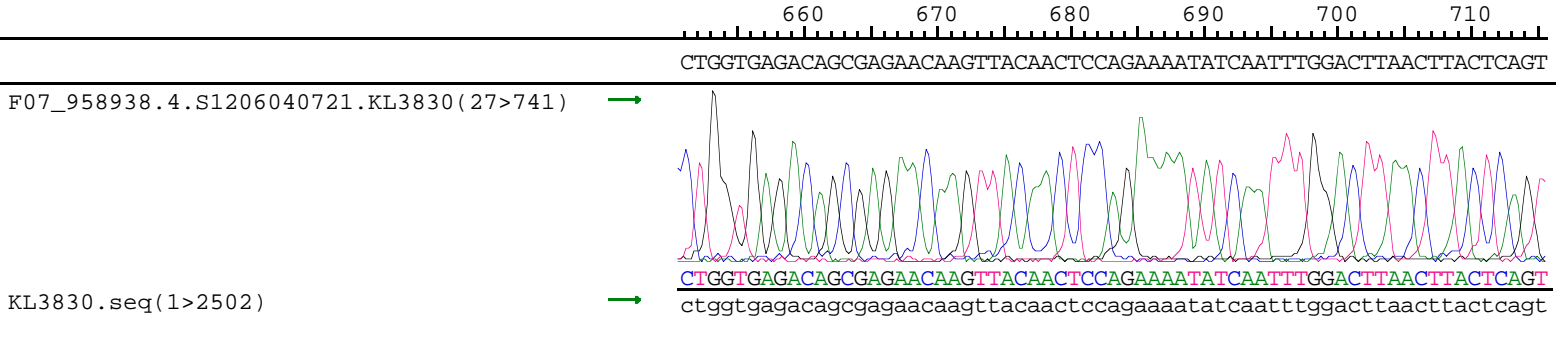 660 670 680 690 700 710
CTGGTGAGACAGCGAGAACAAGTTACAACTCCAGAAAATATCAATTTGGACTTAACTTACTCAGT
F07_958938.4.S1206040721.KL3830(27>741)
CTGGTGAGACAGCGAGAACAAGTTACAACTCCAGAAAATATCAATTTGGACTTAACTTACTCAGT
KL3830.seq(1>2502) ctggtgagacagcgagaacaagttacaactccagaaaatatcaatttggacttaacttactcagt